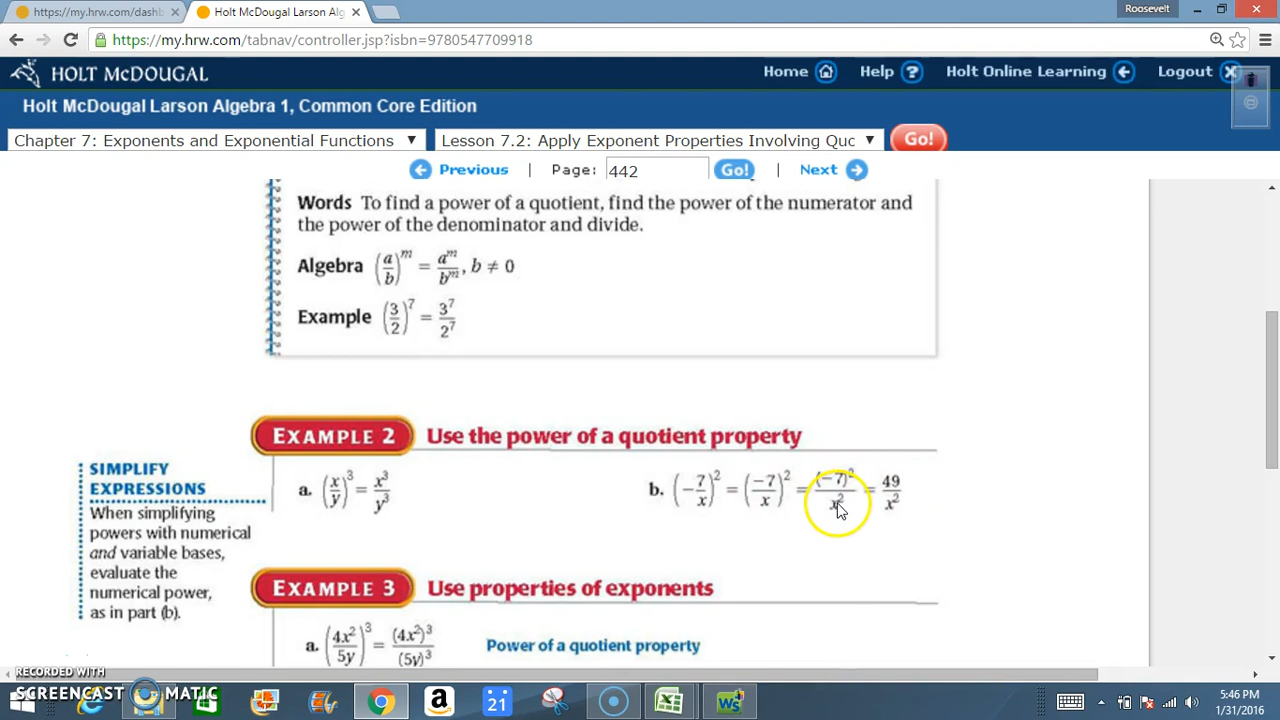 https://my.hrw.com/dashb
Holt McDougal Larson Alg
Roosevelt
https://my.hrw.com/tabnav/controller.jsp?isbn=9780547709918
HOLT MCDOUGAL
Home Help Holt Online Learning Logout
Holt McDougal Larson Algebra 1, Common Core Edition
Chapter 7: Exponents and Exponential Functions Lesson 7.2: Apply Exponent Properties Involving Quc Go!
Previous | Page: 442 Go! | Next
Words To find a power of a quotient, find the power of the numerator and
the power of the denominator and divide.
Algebra (a/b)^m = a^m/b^m, b ≠ 0
Example (3/2)^7 = 3^7/2^7
EXAMPLE 2 Use the power of a quotient property
SIMPLIFY
EXPRESSIONS
When simplifying
powers with numerical
and variable bases,
evaluate the
numerical power,
as in part (b).
a. (x/y)^3 = x^3/y^3
b. (-7/x)^2 = (-7/x)^2 = (-7)^2/x^2 = 49/x^2
EXAMPLE 3 Use properties of exponents
a. (4x^2/5y)^3 = (4x^2)^3/(5y)^3 Power of a quotient property
RECORDED WITH
SCREENCAST MATIC
21
5:46 PM
1/31/2016